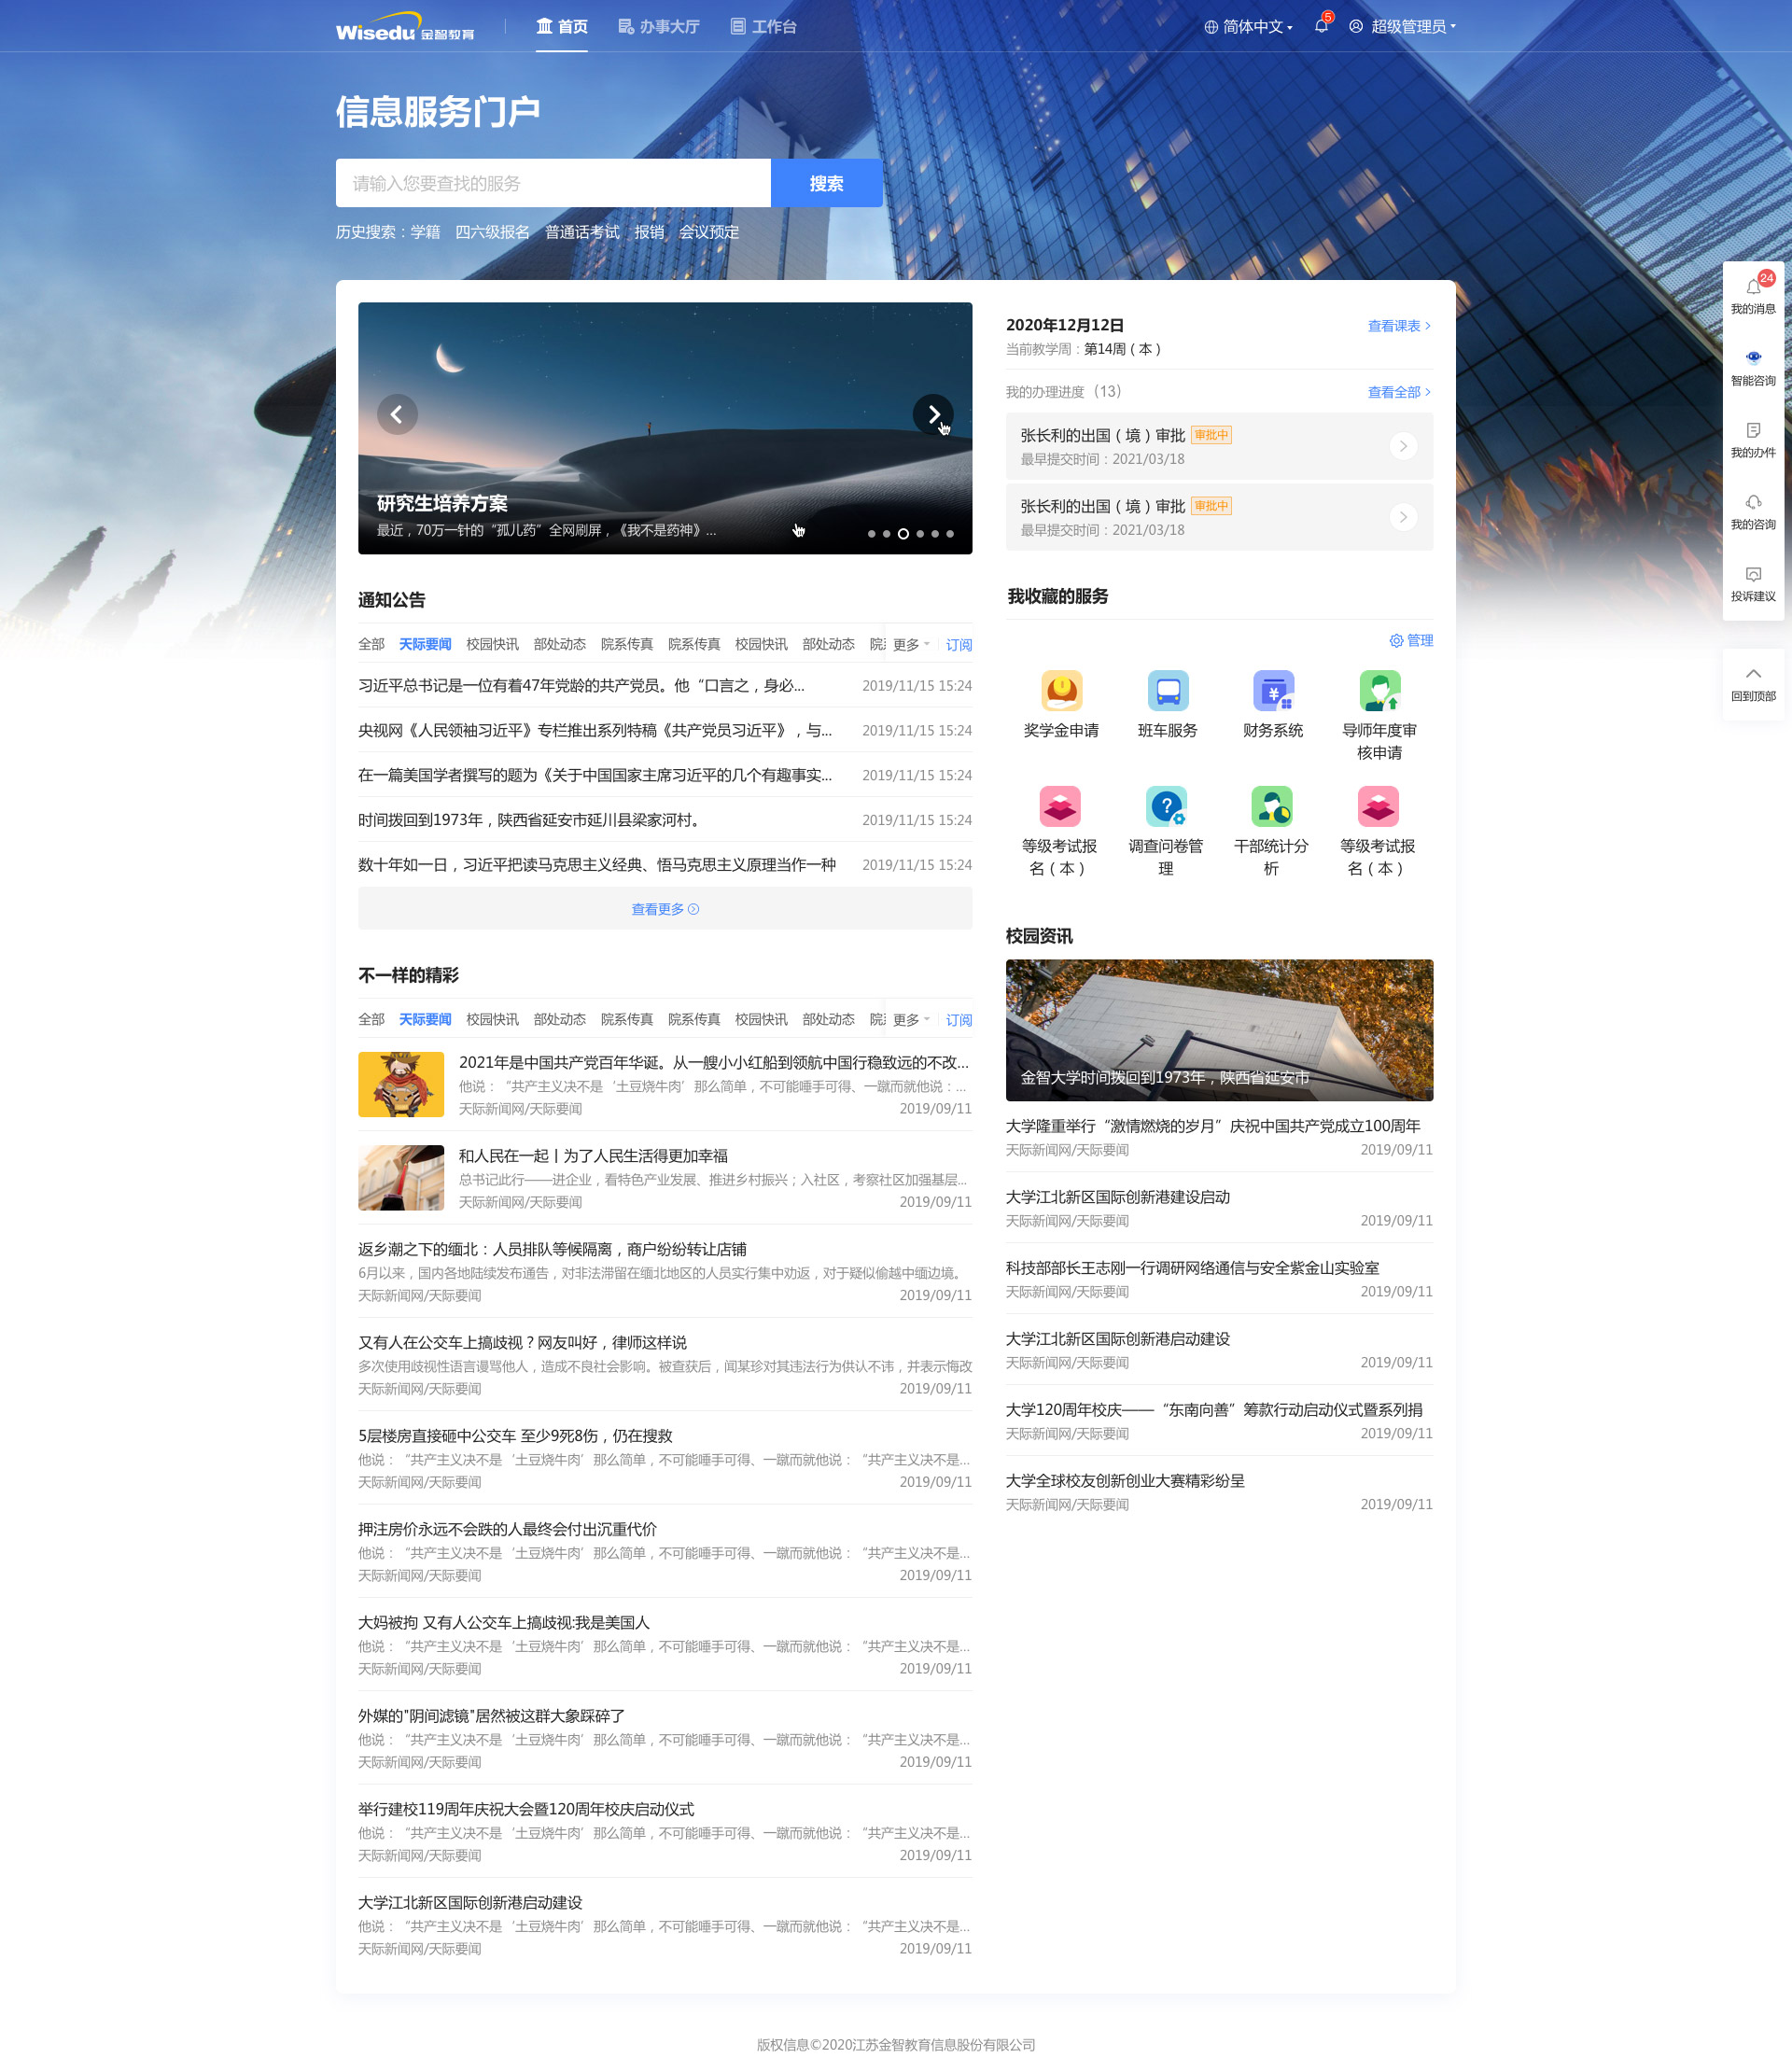 Wisedu 金智教育
首页
办事大厅
工作台
简体中文
5
超级管理员
信息服务门户
请输入您要查找的服务
搜索
历史搜索：学籍 四六级报名 普通话考试 报销 会议预定
研究生培养方案
最近，70万一针的“孤儿药”全网刷屏，《我不是药神》...
2020年12月12日
查看课表
当前教学周：第14周（本）
我的办理进度（13）
查看全部
张长利的出国（境）审批 审批中
最早提交时间：2021/03/18
张长利的出国（境）审批 审批中
最早提交时间：2021/03/18
24
我的消息
智能咨询
我的办件
我的咨询
投诉建议
回到顶部
通知公告
全部 天际要闻 校园快讯 部处动态 院系传真 院系传真 校园快讯 部处动态 院 更多 订阅
习近平总书记是一位有着47年党龄的共产党员。他“口言之，身必... 2019/11/15 15:24
央视网《人民领袖习近平》专栏推出系列特稿《共产党员习近平》，与... 2019/11/15 15:24
在一篇美国学者撰写的题为《关于中国国家主席习近平的几个有趣事实... 2019/11/15 15:24
时间拨回到1973年，陕西省延安市延川县梁家河村。 2019/11/15 15:24
数十年如一日，习近平把读马克思主义经典、悟马克思主义原理当作一种 2019/11/15 15:24
查看更多
我收藏的服务
管理
奖学金申请
班车服务
财务系统
导师年度审
核申请
等级考试报
名（本）
调查问卷管
理
干部统计分
析
等级考试报
名（本）
不一样的精彩
全部 天际要闻 校园快讯 部处动态 院系传真 院系传真 校园快讯 部处动态 院 更多 订阅
2021年是中国共产党百年华诞。从一艘小小红船到领航中国行稳致远的不改...
他说：“共产主义决不是‘土豆烧牛肉’那么简单，不可能唾手可得、一蹴而就他说：...
天际新闻网/天际要闻 2019/09/11
和人民在一起丨为了人民生活得更加幸福
总书记此行——进企业，看特色产业发展、推进乡村振兴；入社区，考察社区加强基层...
天际新闻网/天际要闻 2019/09/11
返乡潮之下的缅北：人员排队等候隔离，商户纷纷转让店铺
6月以来，国内各地陆续发布通告，对非法滞留在缅北地区的人员实行集中劝返，对于疑似偷越中缅边境。
天际新闻网/天际要闻 2019/09/11
又有人在公交车上搞歧视？网友叫好，律师这样说
多次使用歧视性语言谩骂他人，造成不良社会影响。被查获后，闻某珍对其违法行为供认不讳，并表示悔改
天际新闻网/天际要闻 2019/09/11
5层楼房直接砸中公交车 至少9死8伤，仍在搜救
他说：“共产主义决不是‘土豆烧牛肉’那么简单，不可能唾手可得、一蹴而就他说：“共产主义决不是...
天际新闻网/天际要闻 2019/09/11
押注房价永远不会跌的人最终会付出沉重代价
他说：“共产主义决不是‘土豆烧牛肉’那么简单，不可能唾手可得、一蹴而就他说：“共产主义决不是...
天际新闻网/天际要闻 2019/09/11
大妈被拘 又有人公交车上搞歧视:我是美国人
他说：“共产主义决不是‘土豆烧牛肉’那么简单，不可能唾手可得、一蹴而就他说：“共产主义决不是...
天际新闻网/天际要闻 2019/09/11
外媒的"阴间滤镜"居然被这群大象踩碎了
他说：“共产主义决不是‘土豆烧牛肉’那么简单，不可能唾手可得、一蹴而就他说：“共产主义决不是...
天际新闻网/天际要闻 2019/09/11
举行建校119周年庆祝大会暨120周年校庆启动仪式
他说：“共产主义决不是‘土豆烧牛肉’那么简单，不可能唾手可得、一蹴而就他说：“共产主义决不是...
天际新闻网/天际要闻 2019/09/11
大学江北新区国际创新港启动建设
他说：“共产主义决不是‘土豆烧牛肉’那么简单，不可能唾手可得、一蹴而就他说：“共产主义决不是...
天际新闻网/天际要闻 2019/09/11
校园资讯
金智大学时间拨回到1973年，陕西省延安市
大学隆重举行“激情燃烧的岁月”庆祝中国共产党成立100周年
天际新闻网/天际要闻 2019/09/11
大学江北新区国际创新港建设启动
天际新闻网/天际要闻 2019/09/11
科技部部长王志刚一行调研网络通信与安全紫金山实验室
天际新闻网/天际要闻 2019/09/11
大学江北新区国际创新港启动建设
天际新闻网/天际要闻 2019/09/11
大学120周年校庆——“东南向善”筹款行动启动仪式暨系列捐
天际新闻网/天际要闻 2019/09/11
大学全球校友创新创业大赛精彩纷呈
天际新闻网/天际要闻 2019/09/11
版权信息©2020江苏金智教育信息股份有限公司